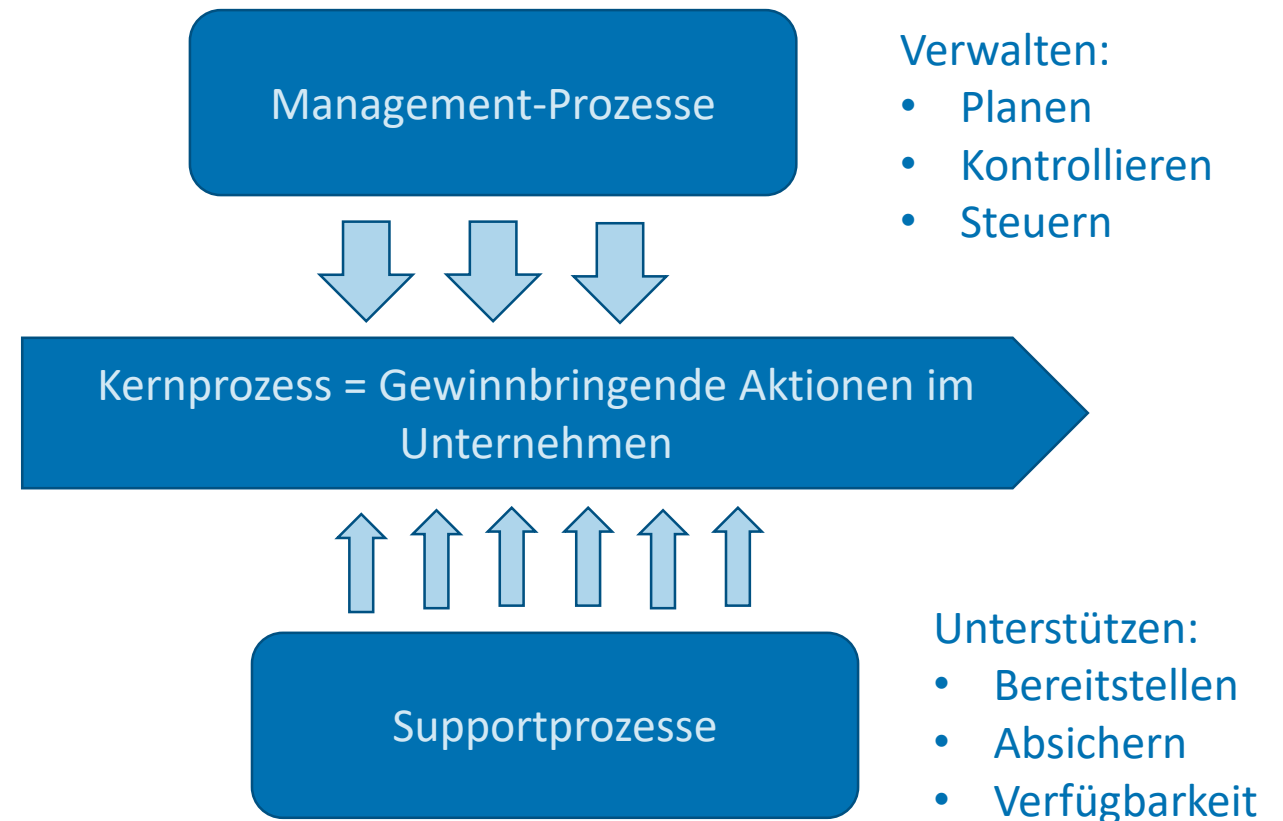 Management-Prozesse
Verwalten:
• Planen
• Kontrollieren
• Steuern
Kernprozess = Gewinnbringende Aktionen im
Unternehmen
Supportprozesse
Unterstützen:
• Bereitstellen
• Absichern
• Verfügbarkeit